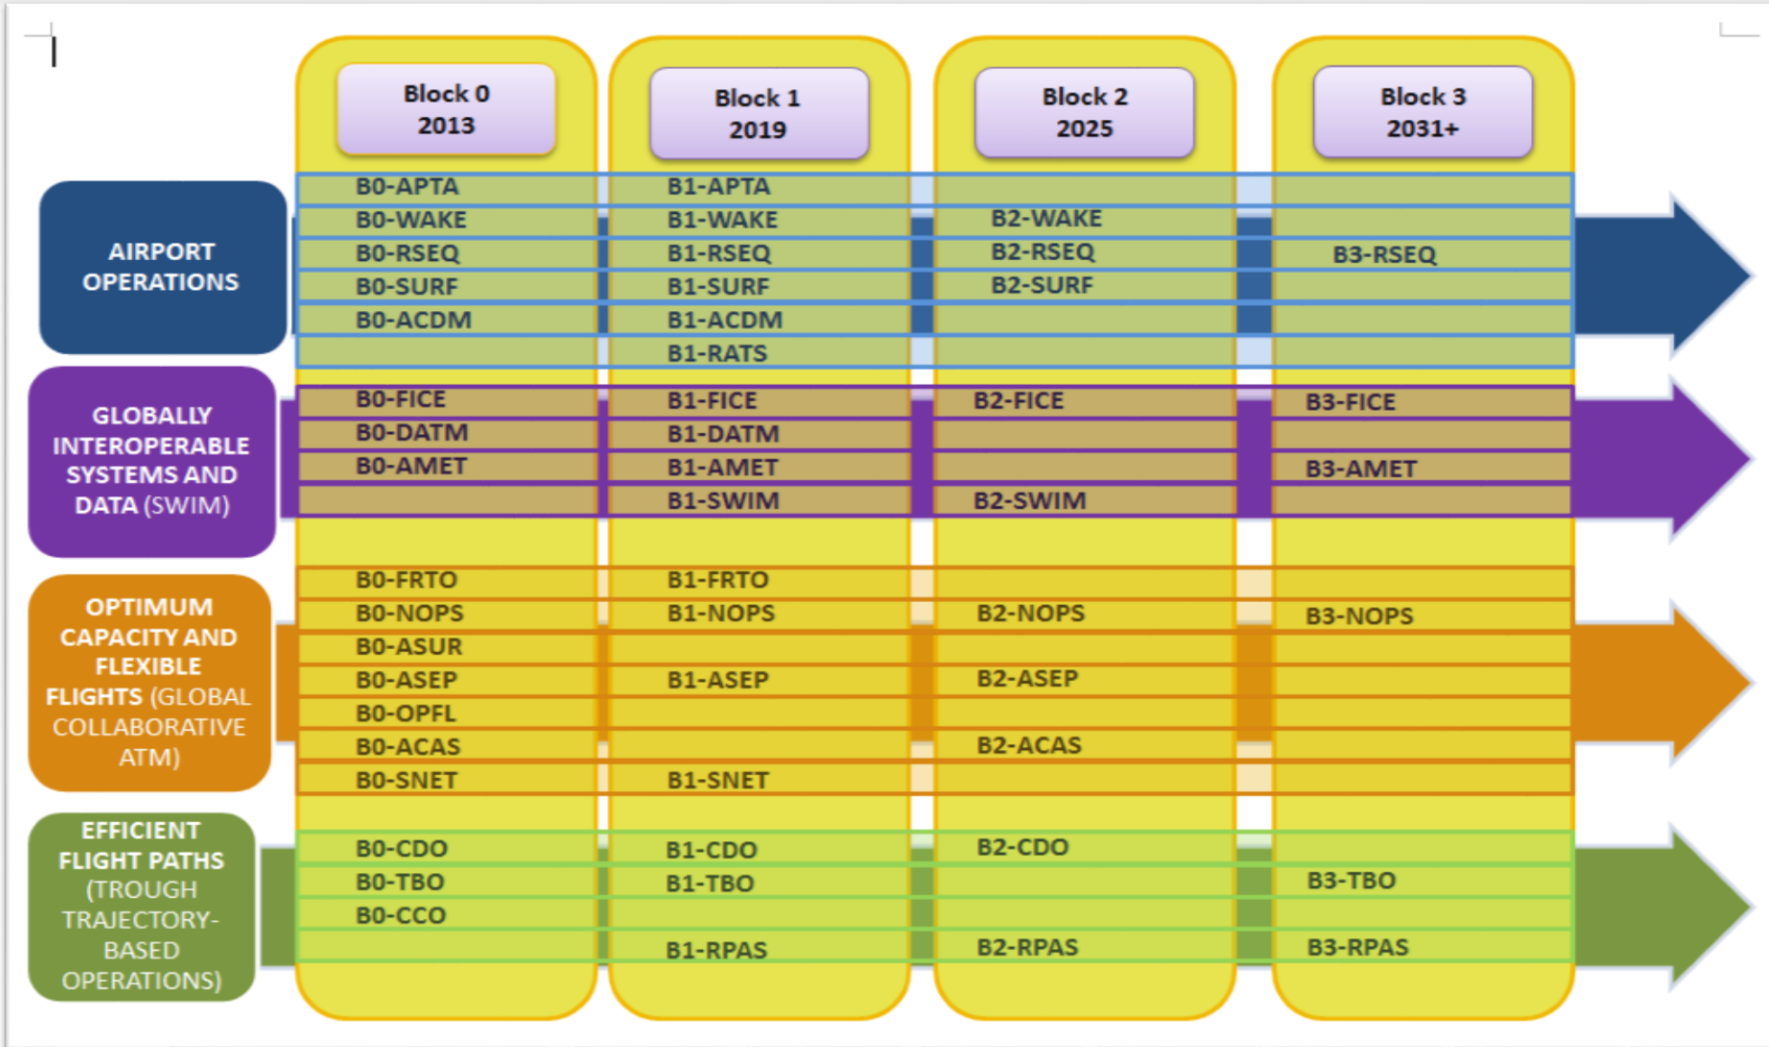 Block 0
2013
Block 1
2019
Block 2
2025
Block 3
2031+
AIRPORT
OPERATIONS
B0-APTA B1-APTA
B0-WAKE B1-WAKE B2-WAKE
B0-RSEQ B1-RSEQ B2-RSEQ B3-RSEQ
B0-SURF B1-SURF B2-SURF
B0-ACDM B1-ACDM
B1-RATS
GLOBALLY
INTEROPERABLE
SYSTEMS AND
DATA (SWIM)
B0-FICE B1-FICE B2-FICE B3-FICE
B0-DATM B1-DATM
B0-AMET B1-AMET B3-AMET
B1-SWIM B2-SWIM
OPTIMUM
CAPACITY AND
FLEXIBLE
FLIGHTS (GLOBAL
COLLABORATIVE
ATM)
B0-FRTO B1-FRTO
B0-NOPS B1-NOPS B2-NOPS B3-NOPS
B0-ASUR
B0-ASEP B1-ASEP B2-ASEP
B0-OPFL
B0-ACAS B2-ACAS
B0-SNET B1-SNET
EFFICIENT
FLIGHT PATHS
(TROUGH
TRAJECTORY-
BASED
OPERATIONS)
B0-CDO B1-CDO B2-CDO
B0-TBO B1-TBO B3-TBO
B0-CCO
B1-RPAS B2-RPAS B3-RPAS